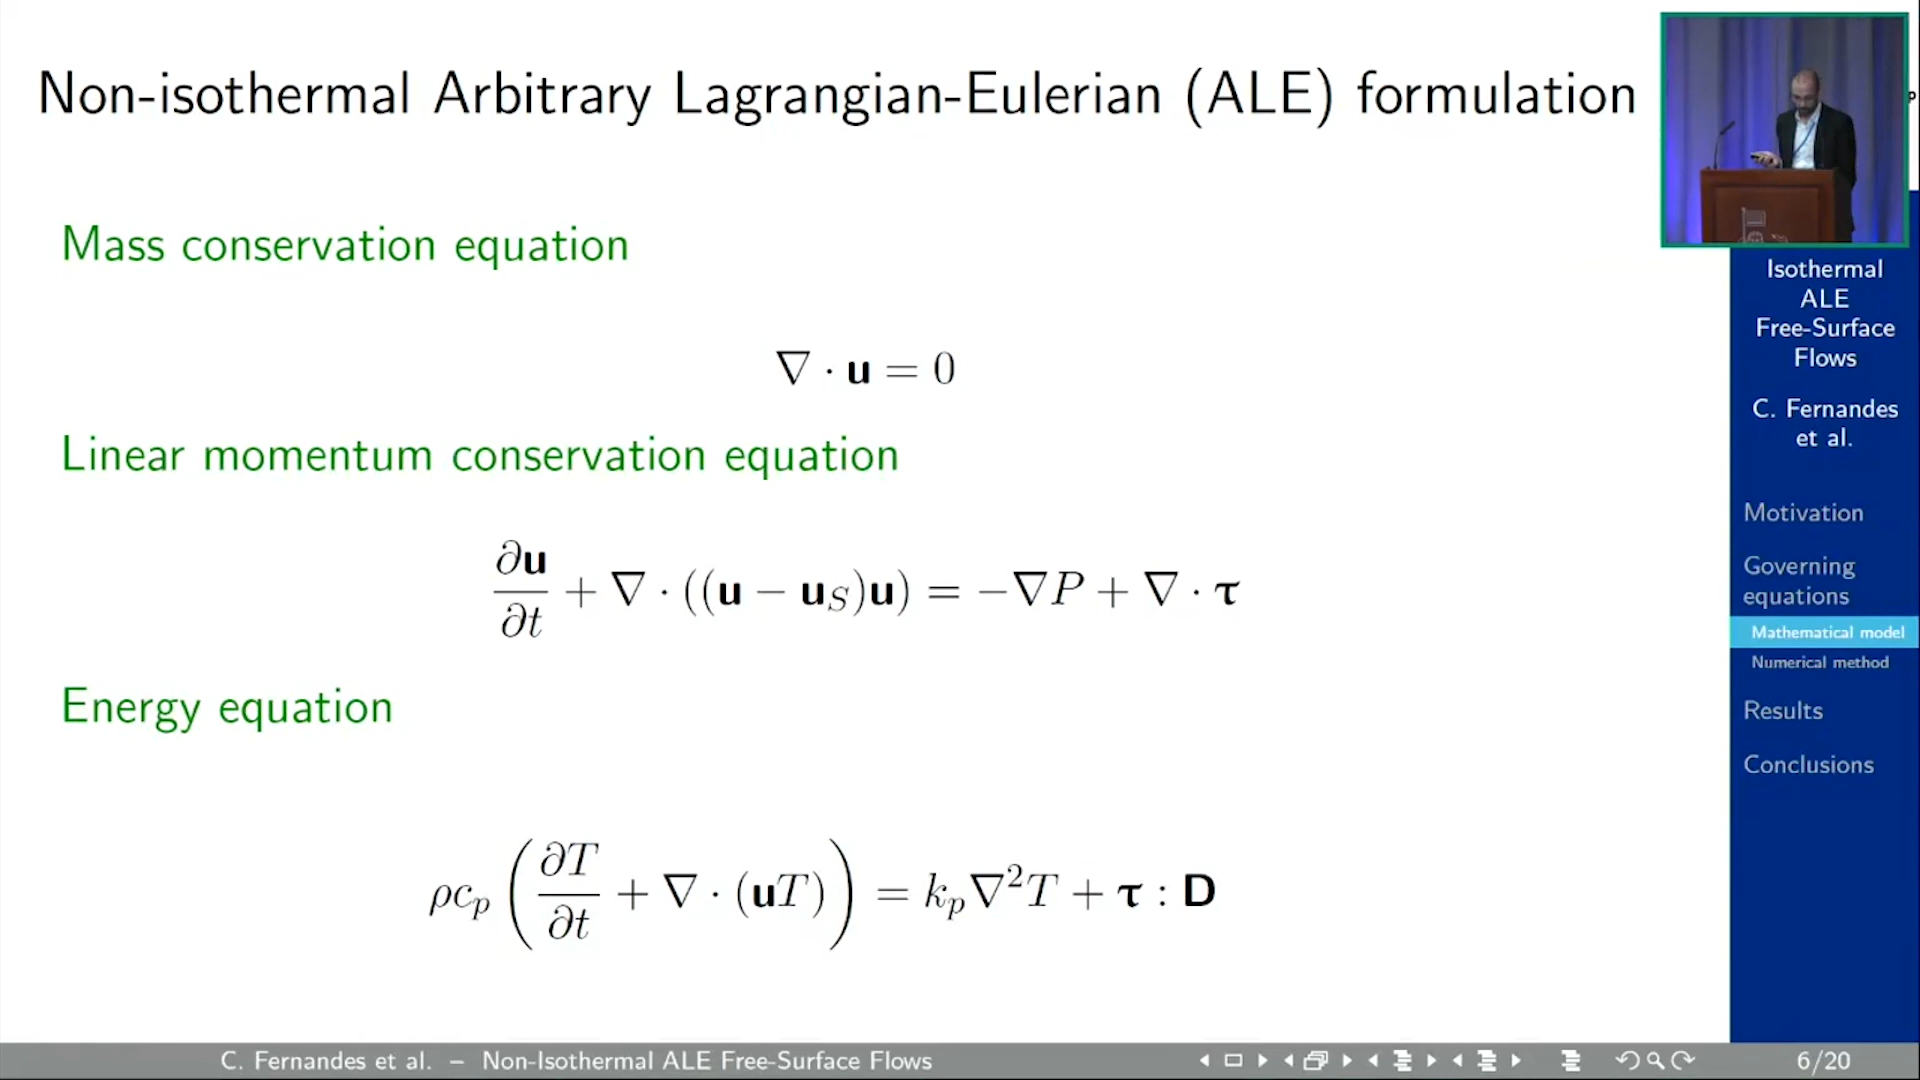 Non-isothermal Arbitrary Lagrangian-Eulerian (ALE) formulation
Mass conservation equation
∇ · u = 0
Linear momentum conservation equation
∂u/∂t + ∇ · ((u − u_S)u) = −∇P + ∇ · τ
Energy equation
ρc_p (∂T/∂t + ∇ · (uT)) = k_p∇²T + τ : D
Isothermal
ALE
Free-Surface
Flows
C. Fernandes
et al.
Motivation
Governing
equations
Mathematical model
Numerical method
Results
Conclusions
C. Fernandes et al. – Non-Isothermal ALE Free-Surface Flows
6/20